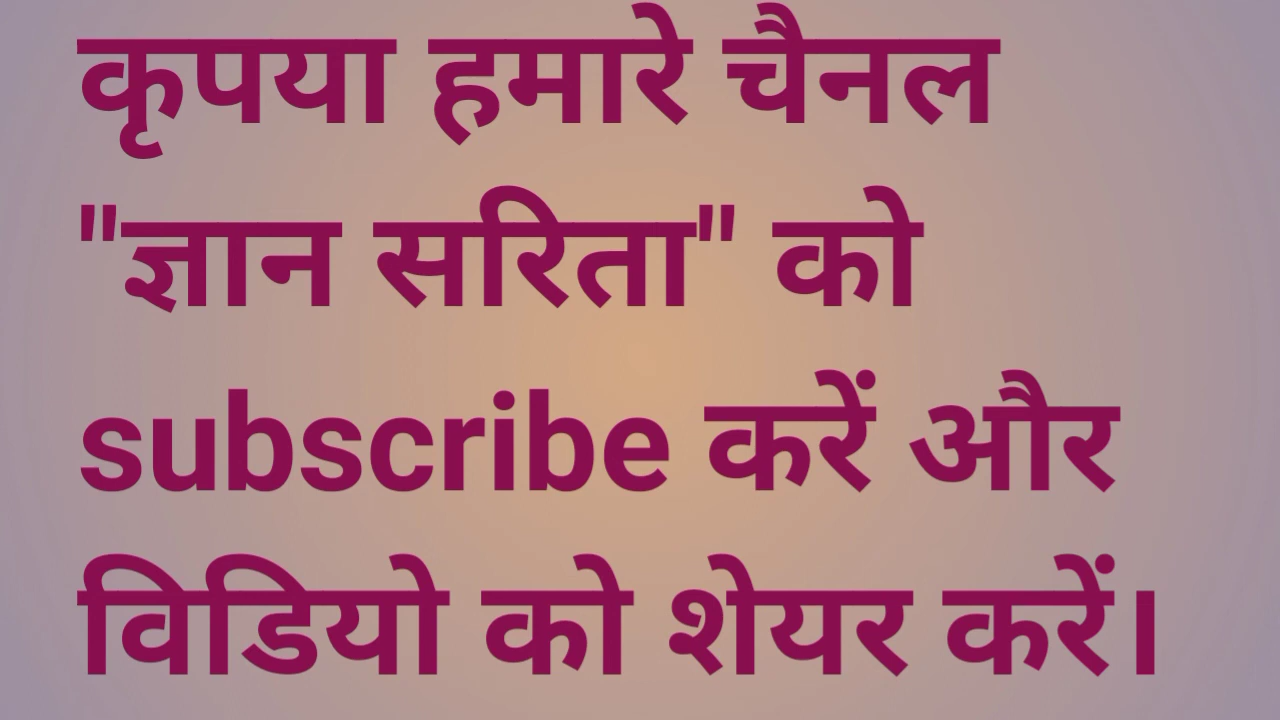 कृपया हमारे चैनल
"ज्ञान सरिता" को
subscribe करें और
विडियो को शेयर करें।